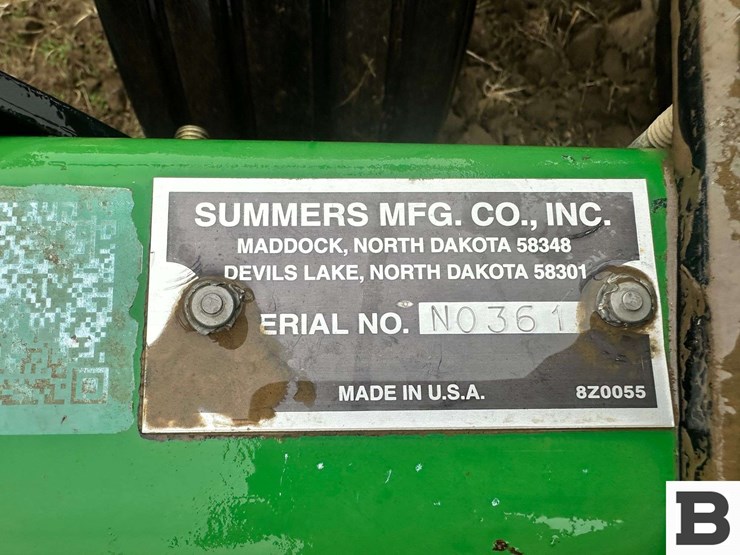 SUMMERS MFG. CO., INC.
MADDOCK, NORTH DAKOTA 58348
DEVILS LAKE, NORTH DAKOTA 58301
ERIAL NO. N0361
MADE IN U.S.A. 8Z0055
B